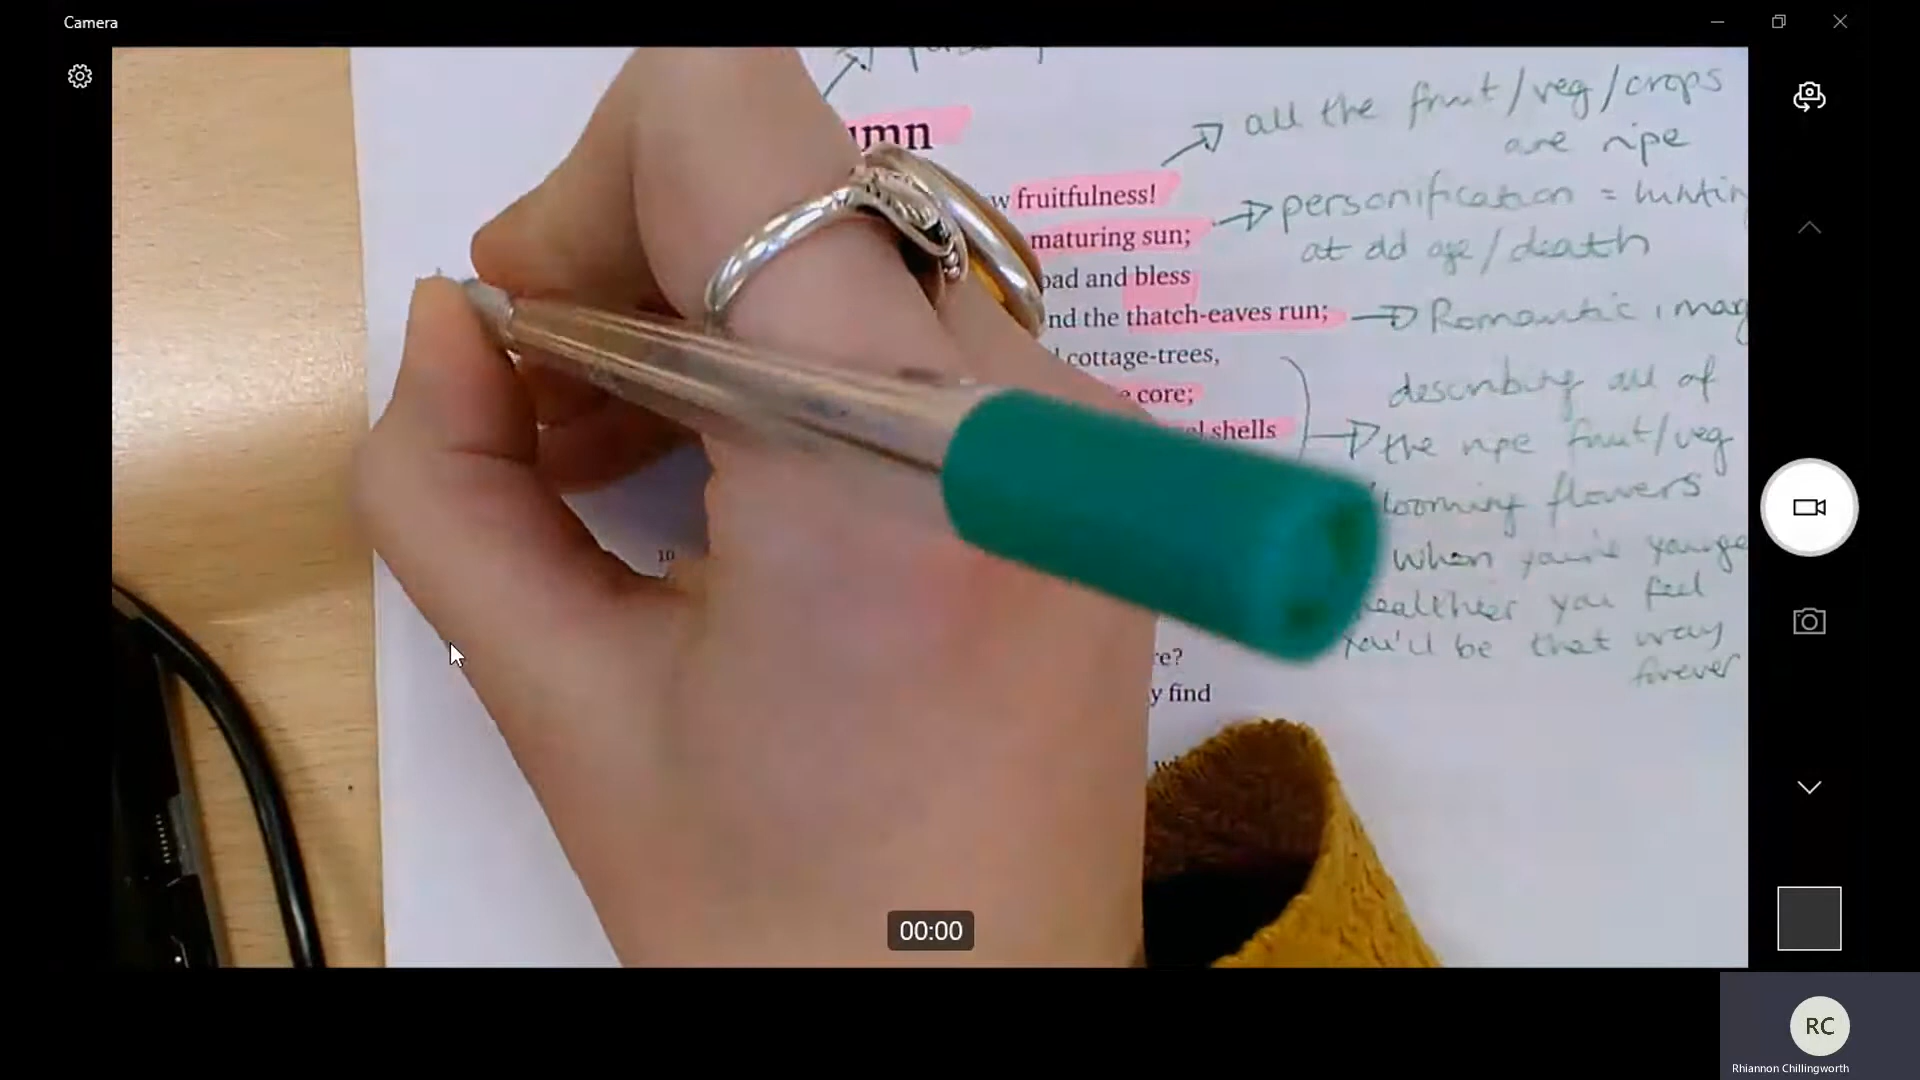 Camera
umn
all the fruit/veg/crops
are ripe
w fruitfulness!
personification =
maturing sun;
at old age/death
oad and bless
nd the thatch-eaves run;
Romantic imag
cottage-trees,
describing all of
core;
the ripe fruit/veg
shells
blooming flowers
10
When you're
healthier you feel
you'll be that way
re?
forever
y find
00:00
RC
Rhiannon Chillingworth